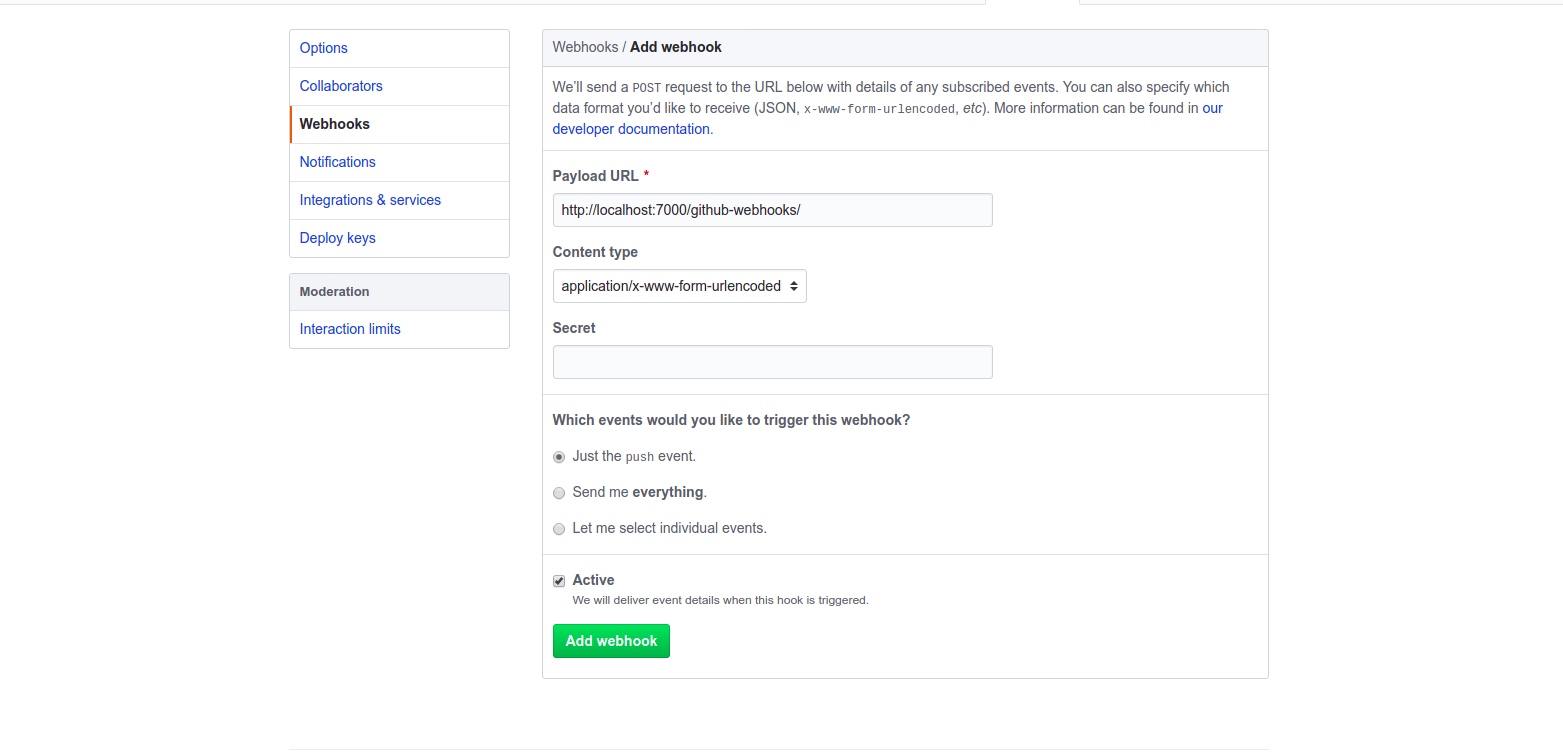 Options
Collaborators
Webhooks
Notifications
Integrations & services
Deploy keys
Moderation
Interaction limits
Webhooks / Add webhook
We’ll send a POST request to the URL below with details of any subscribed events. You can also specify which
data format you’d like to receive (JSON, x-www-form-urlencoded, etc). More information can be found in our
developer documentation.
Payload URL *
http://localhost:7000/github-webhooks/
Content type
application/x-www-form-urlencoded
Secret
Which events would you like to trigger this webhook?
Just the push event.
Send me everything.
Let me select individual events.
Active
We will deliver event details when this hook is triggered.
Add webhook